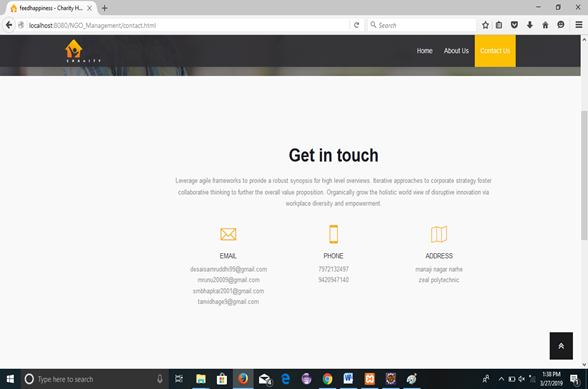 feedhappiness - Charity H...
localhost:8080/NGO_Management/contact.html
Search
CHARITY
Home
About Us
Contact Us
Get in touch
Leverage agile frameworks to provide a robust synopsis for high level overviews. Iterative approaches to corporate strategy foster
collaborative thinking to further the overall value proposition. Organically grow the holistic world view of disruptive innovation via
workplace diversity and empowerment.
EMAIL
PHONE
ADDRESS
desaisamruddhi99@gmail.com
7972132497
manaji nagar narhe
mrunu20009@gmail.com
9420947140
zeal polytechnic
smbhapkar2001@gmail.com
tanvidhage9@gmail.com
Type here to search
1:38 PM
3/27/2019